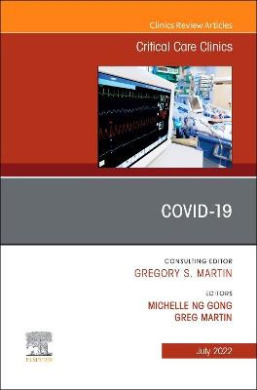 Clinics Review Articles
Critical Care Clinics
COVID-19
CONSULTING EDITOR
GREGORY S. MARTIN
EDITORS
MICHELLE NG GONG
GREG MARTIN
July 2022